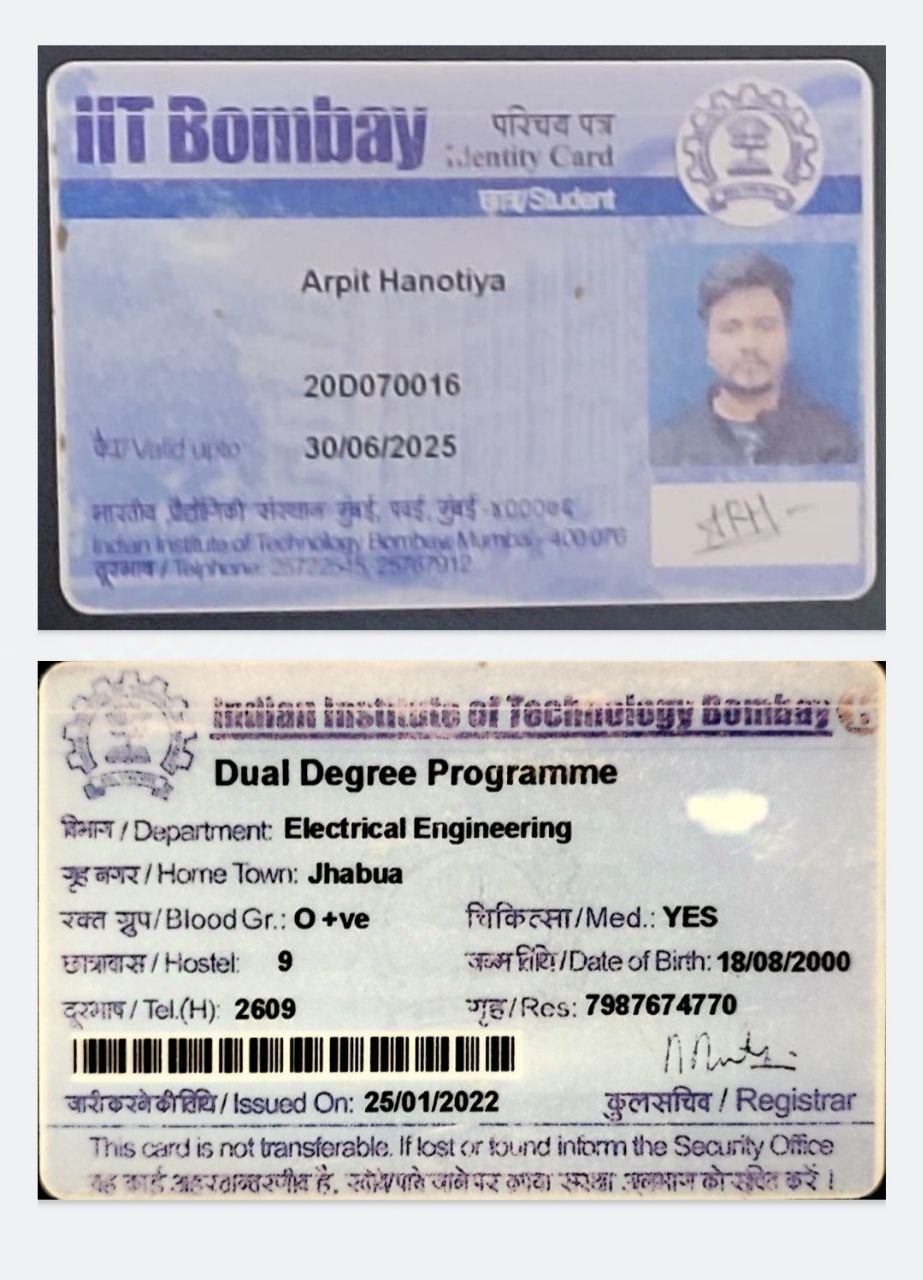 IIT Bombay
परिचय पत्र
Identity Card
छात्र/Student
Arpit Hanotiya
20D070016
वैध/Valid upto 30/06/2025
भारतीय प्रौद्योगिकी संस्थान मुंबई, पवई, मुंबई -४०००७६
Indian Institute of Technology Bombay, Mumbai - 400 076
दूरभाष / Telphone: 25722545, 25767912
Indian Institute of Technology Bombay
Dual Degree Programme
विभाग / Department: Electrical Engineering
गृह नगर / Home Town: Jhabua
रक्त ग्रुप/Blood Gr.: O +ve चिकित्सा/Med.: YES
छात्रावास / Hostel: 9 जन्म तिथि/Date of Birth: 18/08/2000
दूरभाष / Tel.(H): 2609 गृह/Res: 7987674770
जारी करने की तिथि / Issued On: 25/01/2022 कुलसचिव / Registrar
This card is not transferable. If lost or found inform the Security Office
यह कार्ड अहस्तान्तरणीय है. खोने/पाये जाने पर कृपया सुरक्षा को सूचित करें ।